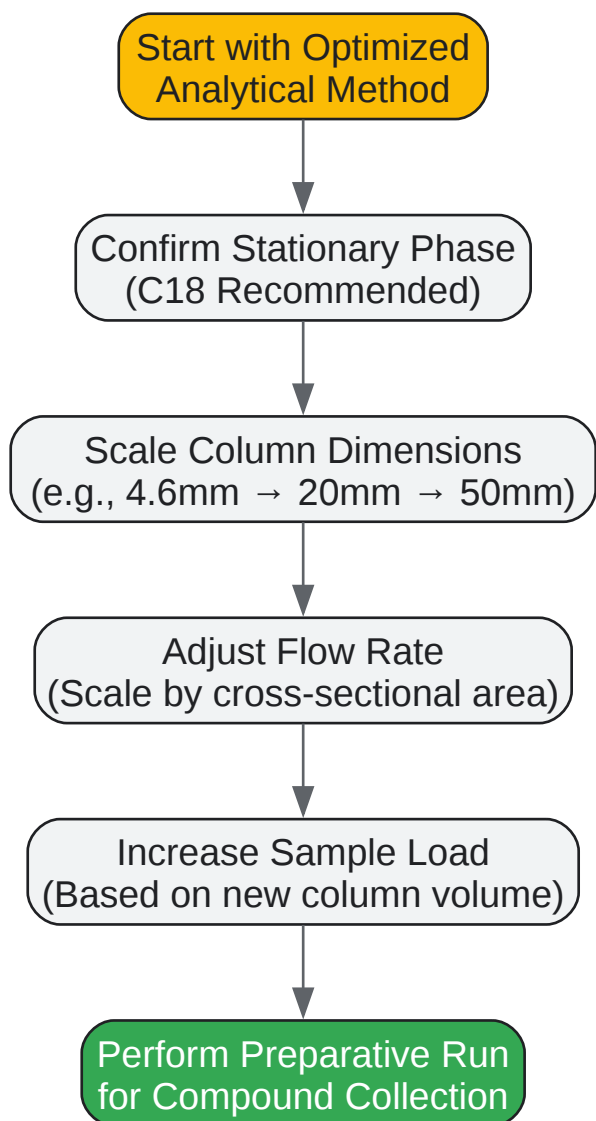 Start with Optimized
Analytical Method
Confirm Stationary Phase
(C18 Recommended)
Scale Column Dimensions
(e.g., 4.6mm → 20mm → 50mm)
Adjust Flow Rate
(Scale by cross-sectional area)
Increase Sample Load
(Based on new column volume)
Perform Preparative Run
for Compound Collection